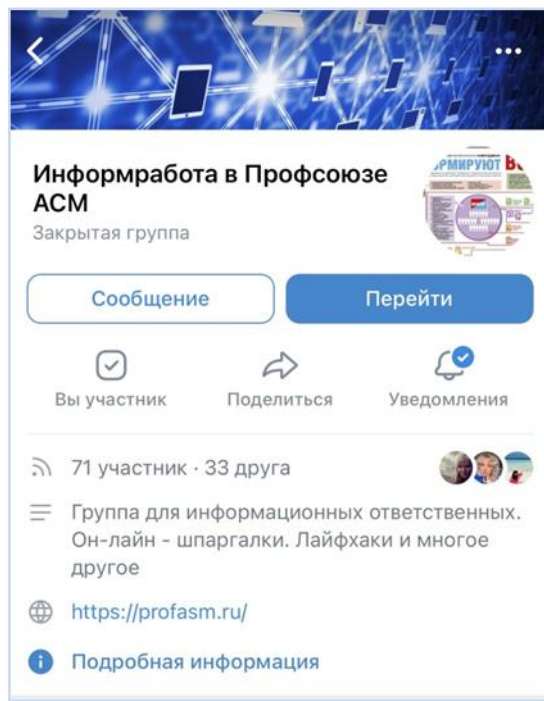 Информработа в Профсоюзе
АСМ
Закрытая группа
РМИРУЮТ
Сообщение
Перейти
Вы участник
Поделиться
Уведомления
71 участник · 33 друга
Группа для информационных ответственных.
Он-лайн - шпаргалки. Лайфхаки и многое
другое
https://profasm.ru/
Подробная информация